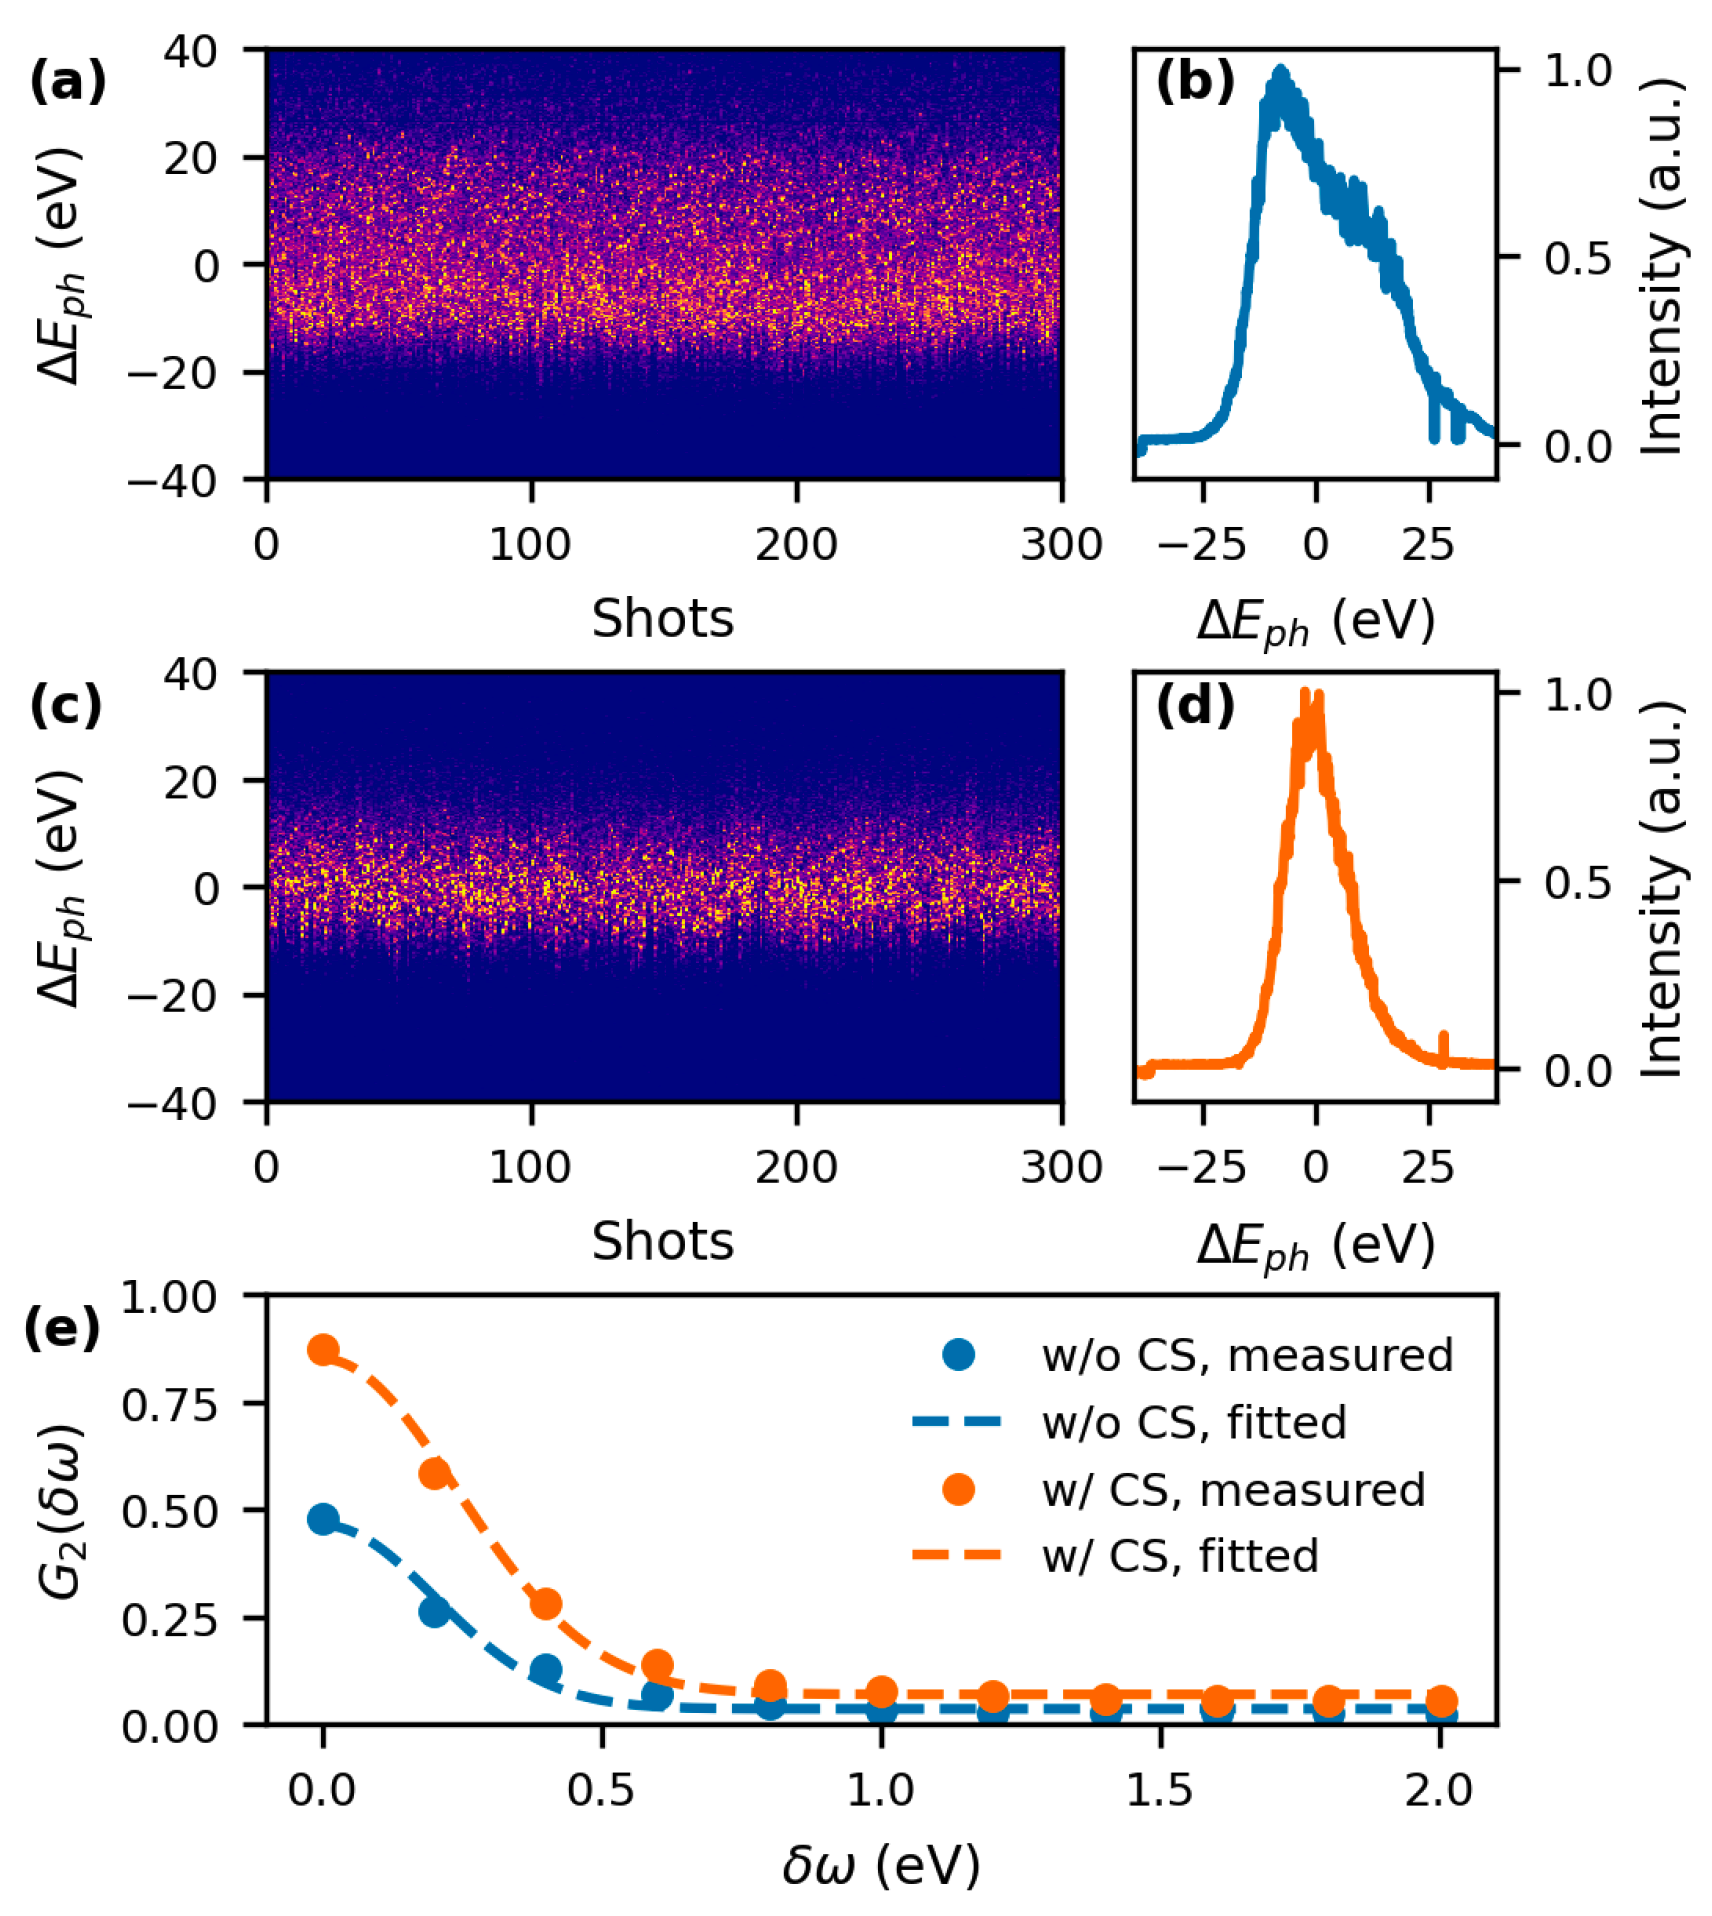 (a)
40
20
0
−20
−40
ΔE_ph (eV)
0 100 200 300
Shots
(b)
1.0
0.5
0.0
Intensity (a.u.)
−25 0 25
ΔE_ph (eV)
(c)
40
20
0
−20
−40
ΔE_ph (eV)
0 100 200 300
Shots
(d)
1.0
0.5
0.0
Intensity (a.u.)
−25 0 25
ΔE_ph (eV)
(e)
1.00
0.75
0.50
0.25
0.00
G₂(δω)
w/o CS, measured
w/o CS, fitted
w/ CS, measured
w/ CS, fitted
0.0 0.5 1.0 1.5 2.0
δω (eV)